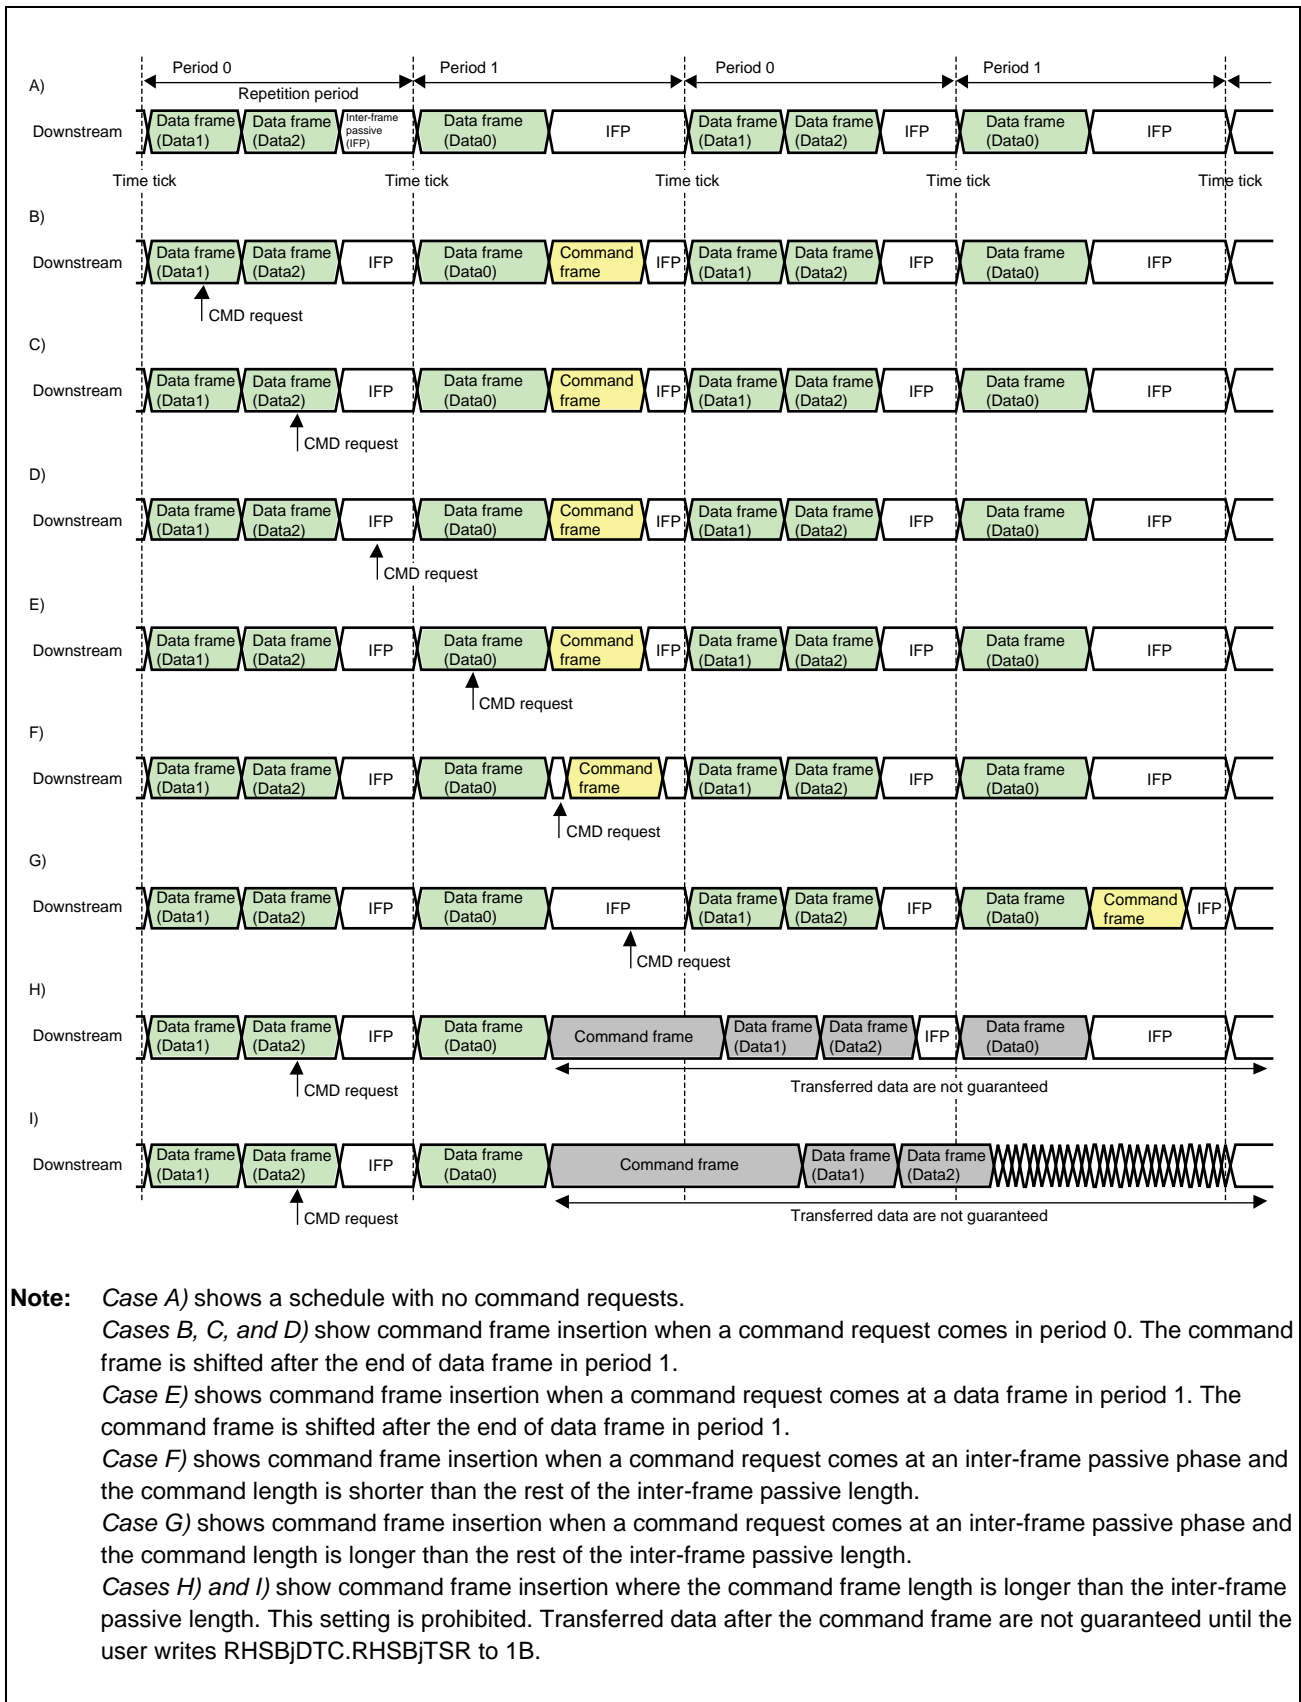 Period 0 Period 1 Period 0 Period 1
A)
Repetition period
Downstream Data frame (Data1) Data frame (Data2) Inter-frame passive (IFP) Data frame (Data0) IFP Data frame (Data1) Data frame (Data2) IFP Data frame (Data0) IFP
Time tick Time tick Time tick Time tick Time tick
B)
Downstream Data frame (Data1) Data frame (Data2) IFP Data frame (Data0) Command frame IFP Data frame (Data1) Data frame (Data2) IFP Data frame (Data0) IFP
CMD request
C)
Downstream Data frame (Data1) Data frame (Data2) IFP Data frame (Data0) Command frame IFP Data frame (Data1) Data frame (Data2) IFP Data frame (Data0) IFP
CMD request
D)
Downstream Data frame (Data1) Data frame (Data2) IFP Data frame (Data0) Command frame IFP Data frame (Data1) Data frame (Data2) IFP Data frame (Data0) IFP
CMD request
E)
Downstream Data frame (Data1) Data frame (Data2) IFP Data frame (Data0) Command frame IFP Data frame (Data1) Data frame (Data2) IFP Data frame (Data0) IFP
CMD request
F)
Downstream Data frame (Data1) Data frame (Data2) IFP Data frame (Data0) Command frame Data frame (Data1) Data frame (Data2) IFP Data frame (Data0) IFP
CMD request
G)
Downstream Data frame (Data1) Data frame (Data2) IFP Data frame (Data0) IFP Data frame (Data1) Data frame (Data2) IFP Data frame (Data0) Command frame IFP
CMD request
H)
Downstream Data frame (Data1) Data frame (Data2) IFP Data frame (Data0) Command frame Data frame (Data1) Data frame (Data2) IFP Data frame (Data0) IFP
CMD request Transferred data are not guaranteed
I)
Downstream Data frame (Data1) Data frame (Data2) IFP Data frame (Data0) Command frame Data frame (Data1) Data frame (Data2)
CMD request Transferred data are not guaranteed
Note: Case A) shows a schedule with no command requests.
Cases B, C, and D) show command frame insertion when a command request comes in period 0. The command
frame is shifted after the end of data frame in period 1.
Case E) shows command frame insertion when a command request comes at a data frame in period 1. The
command frame is shifted after the end of data frame in period 1.
Case F) shows command frame insertion when a command request comes at an inter-frame passive phase and
the command length is shorter than the rest of the inter-frame passive length.
Case G) shows command frame insertion when a command request comes at an inter-frame passive phase and
the command length is longer than the rest of the inter-frame passive length.
Cases H) and I) show command frame insertion where the command frame length is longer than the inter-frame
passive length. This setting is prohibited. Transferred data after the command frame are not guaranteed until the
user writes RHSBjDTC.RHSBjTSR to 1B.